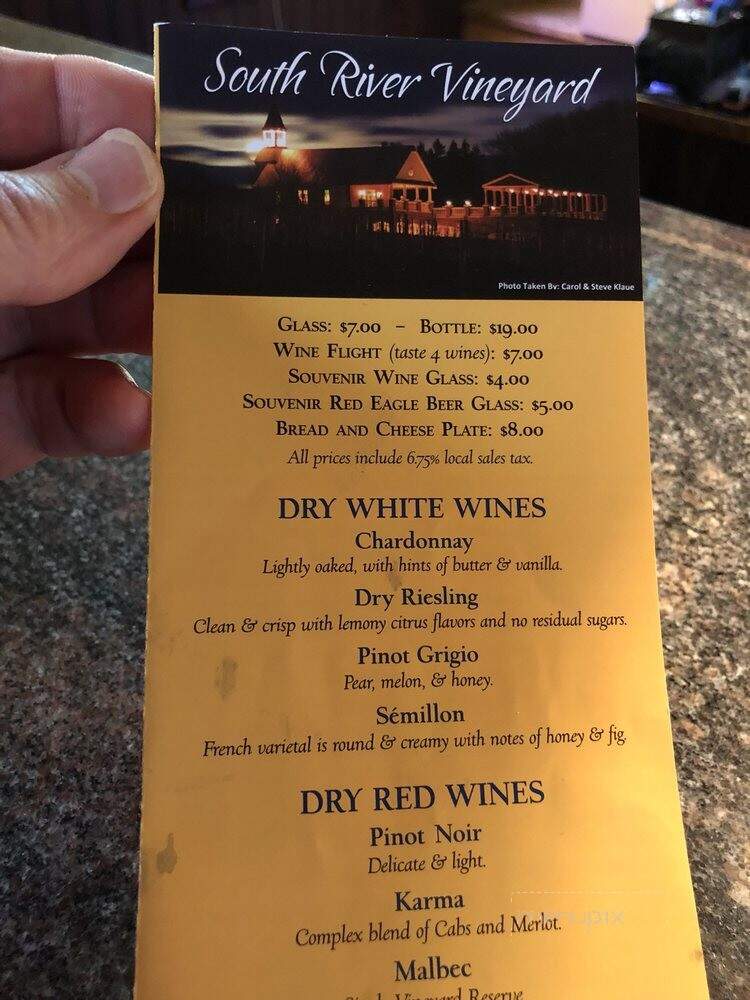 South River Vineyard
Photo Taken By: Carol & Steve Klaue
GLASS: $7.00 – BOTTLE: $19.00
WINE FLIGHT (taste 4 wines): $7.00
SOUVENIR WINE GLASS: $4.00
SOUVENIR RED EAGLE BEER GLASS: $5.00
BREAD AND CHEESE PLATE: $8.00
All prices include 6.75% local sales tax.
DRY WHITE WINES
Chardonnay
Lightly oaked, with hints of butter & vanilla.
Dry Riesling
Clean & crisp with lemony citrus flavors and no residual sugars.
Pinot Grigio
Pear, melon, & honey.
Sémillon
French varietal is round & creamy with notes of honey & fig.
DRY RED WINES
Pinot Noir
Delicate & light.
Karma
Complex blend of Cabs and Merlot.
Malbec
Vineyard Reserve